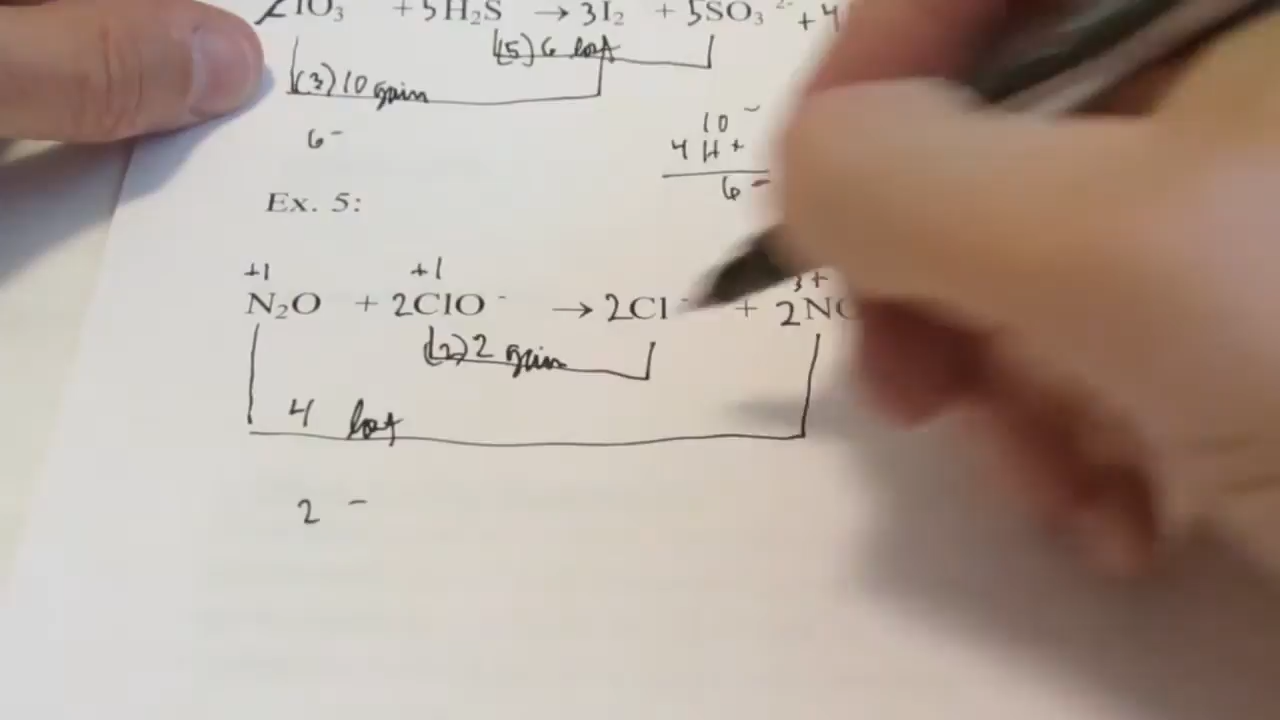 IO₃ + 5H₂S → 3I₂ + 5SO₃ ²⁻ + 4
(5) 6 lost
(3) 10 gain
6 -
10 -
4 H +
6 -
Ex. 5:
+1 +1 3+
N₂O + 2ClO ⁻ → 2Cl ⁻ + 2N
(2) 2 gain
4 lost
2 -